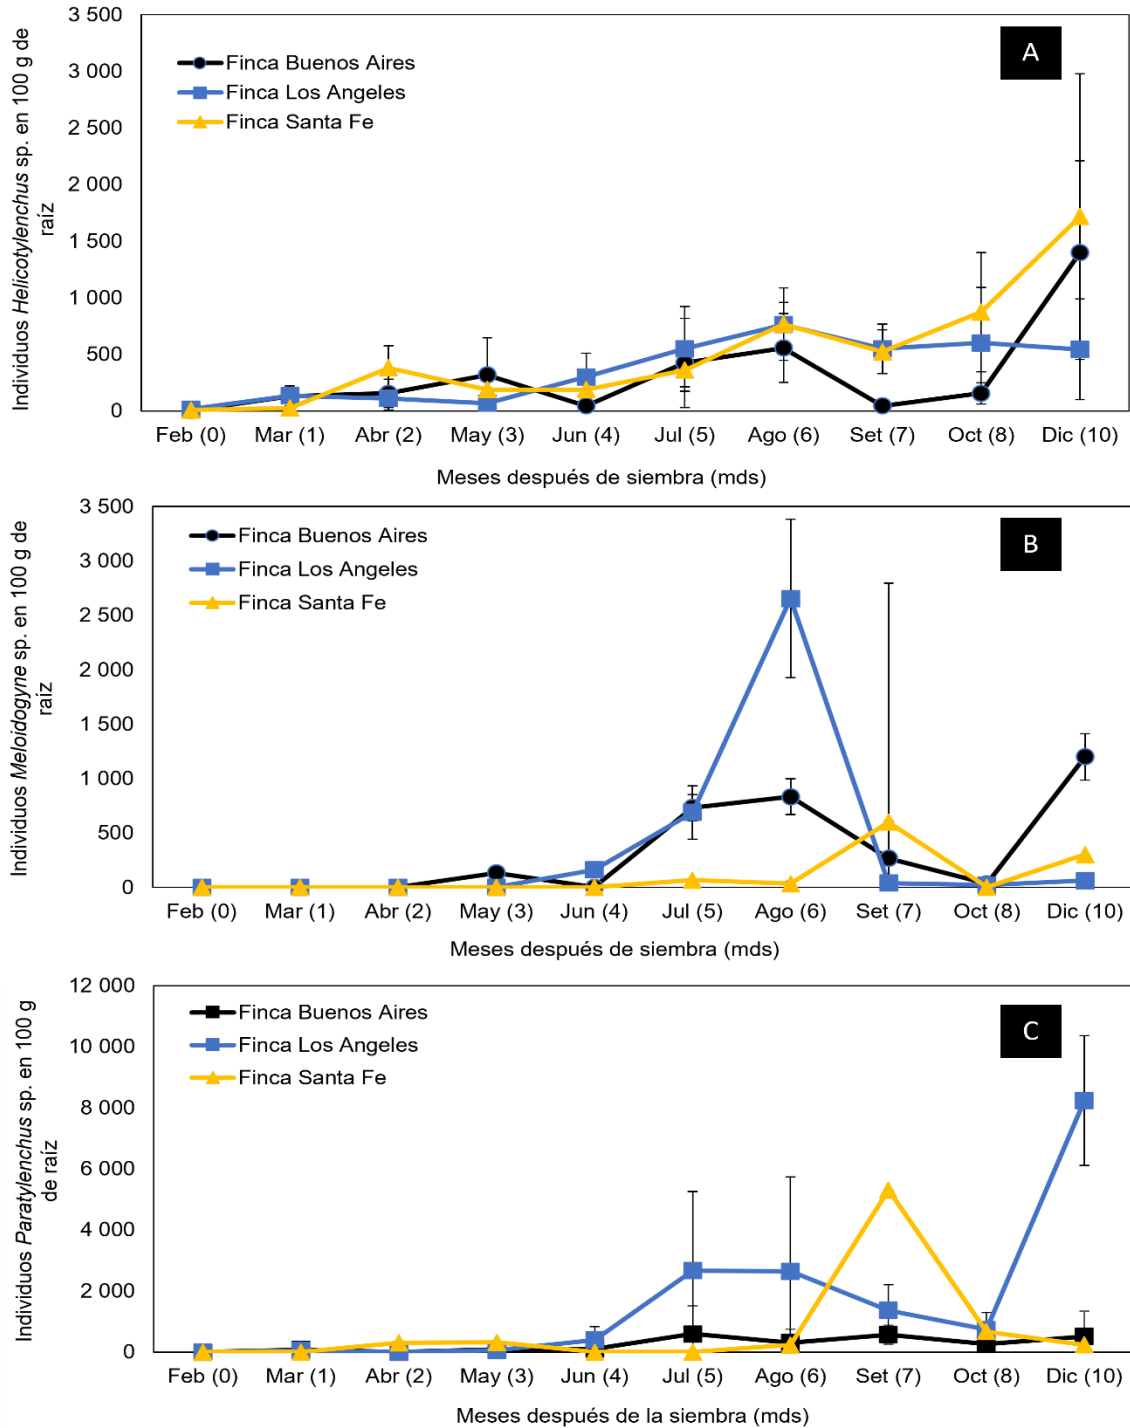 3 500
3 000
2 500
2 000
1 500
1 000
500
0
Individuos Helicotylenchus sp. en 100 g de
raíz
Finca Buenos Aires
Finca Los Angeles
Finca Santa Fe
A
Feb (0) Mar (1) Abr (2) May (3) Jun (4) Jul (5) Ago (6) Set (7) Oct (8) Dic (10)
Meses después de siembra (mds)
3 500
3 000
2 500
2 000
1 500
1 000
500
0
Individuos Meloidogyne sp. en 100 g de
raíz
Finca Buenos Aires
Finca Los Angeles
Finca Santa Fe
B
Feb (0) Mar (1) Abr (2) May (3) Jun (4) Jul (5) Ago (6) Set (7) Oct (8) Dic (10)
Meses después de siembra (mds)
12 000
10 000
8 000
6 000
4 000
2 000
0
Individuos Paratylenchus sp. en 100 g
de raíz
Finca Buenos Aires
Finca Los Angeles
Finca Santa Fe
C
Feb (0) Mar (1) Abr (2) May (3) Jun (4) Jul (5) Ago (6) Set (7) Oct (8) Dic (10)
Meses después de la siembra (mds)